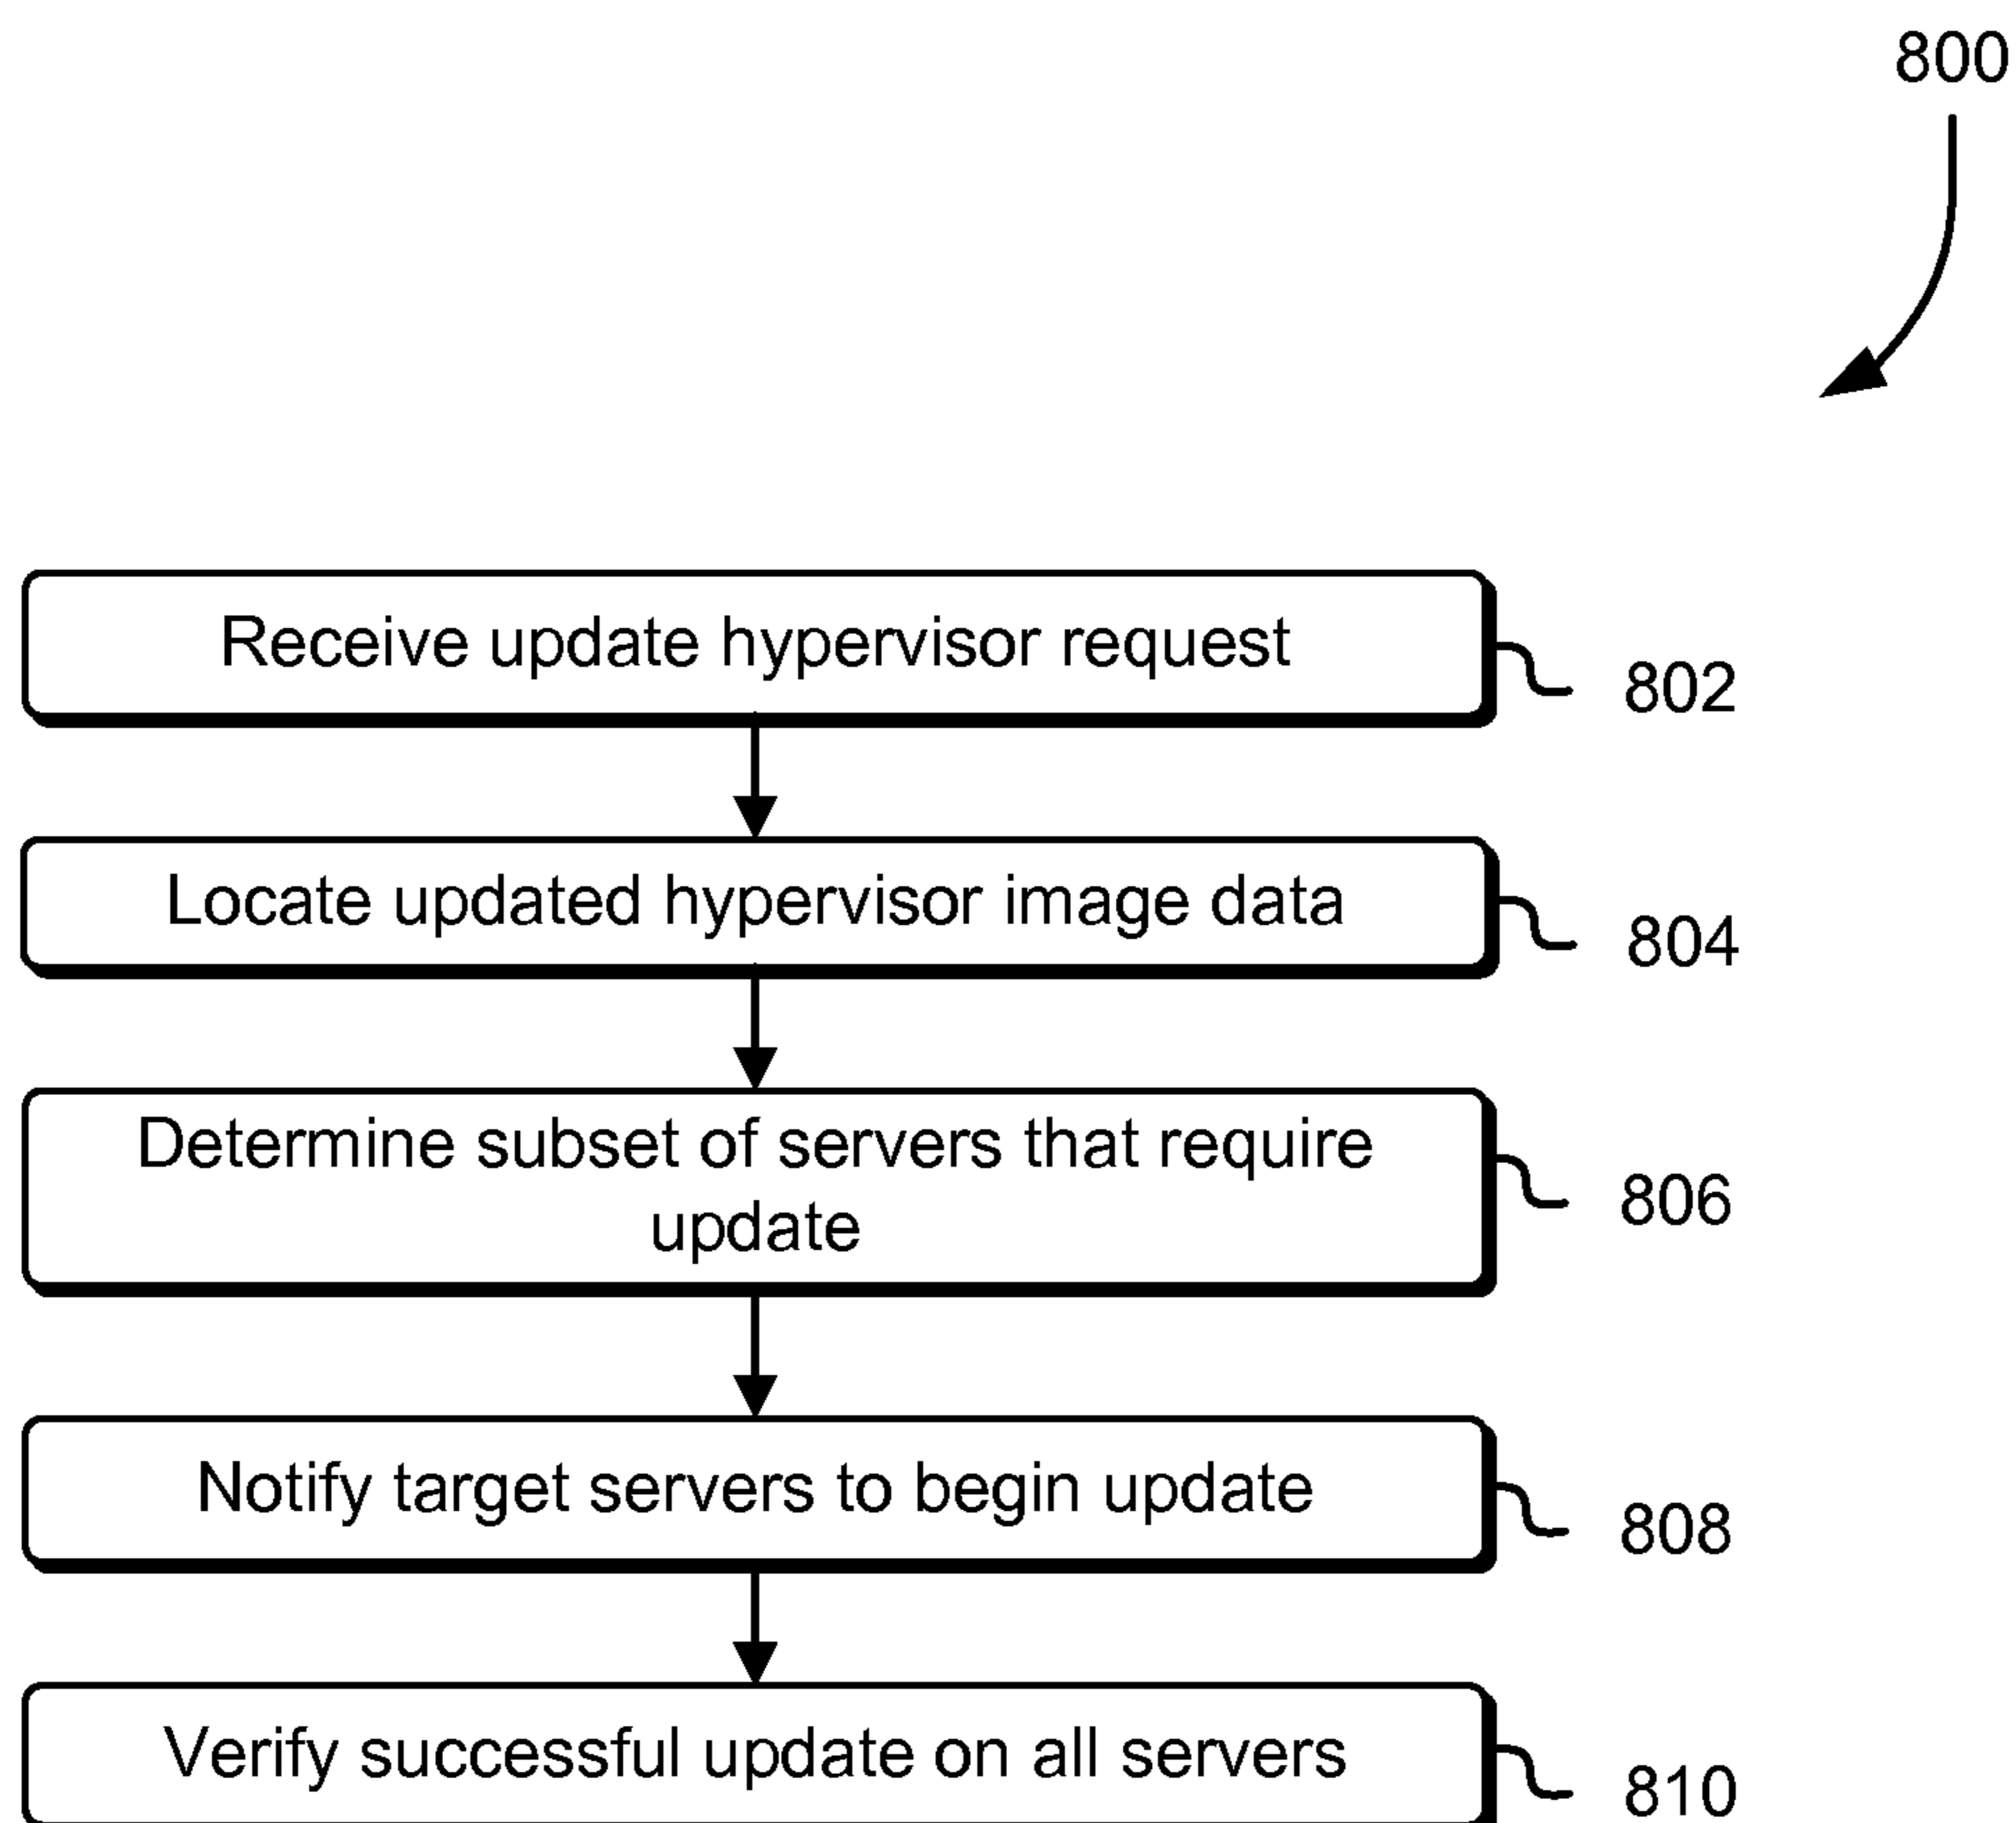 800
Receive update hypervisor request
802
Locate updated hypervisor image data
804
Determine subset of servers that require
update
806
Notify target servers to begin update
808
Verify successful update on all servers
810